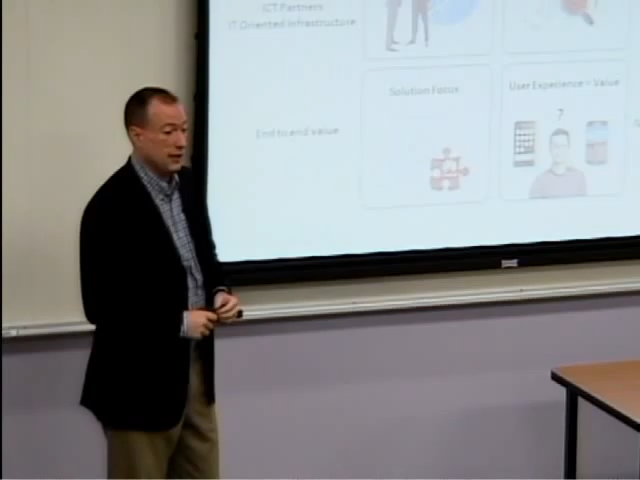 ICT Partners
IT Oriented Infrastructure
Solution Focus
User Experience = Value
End to end value
?